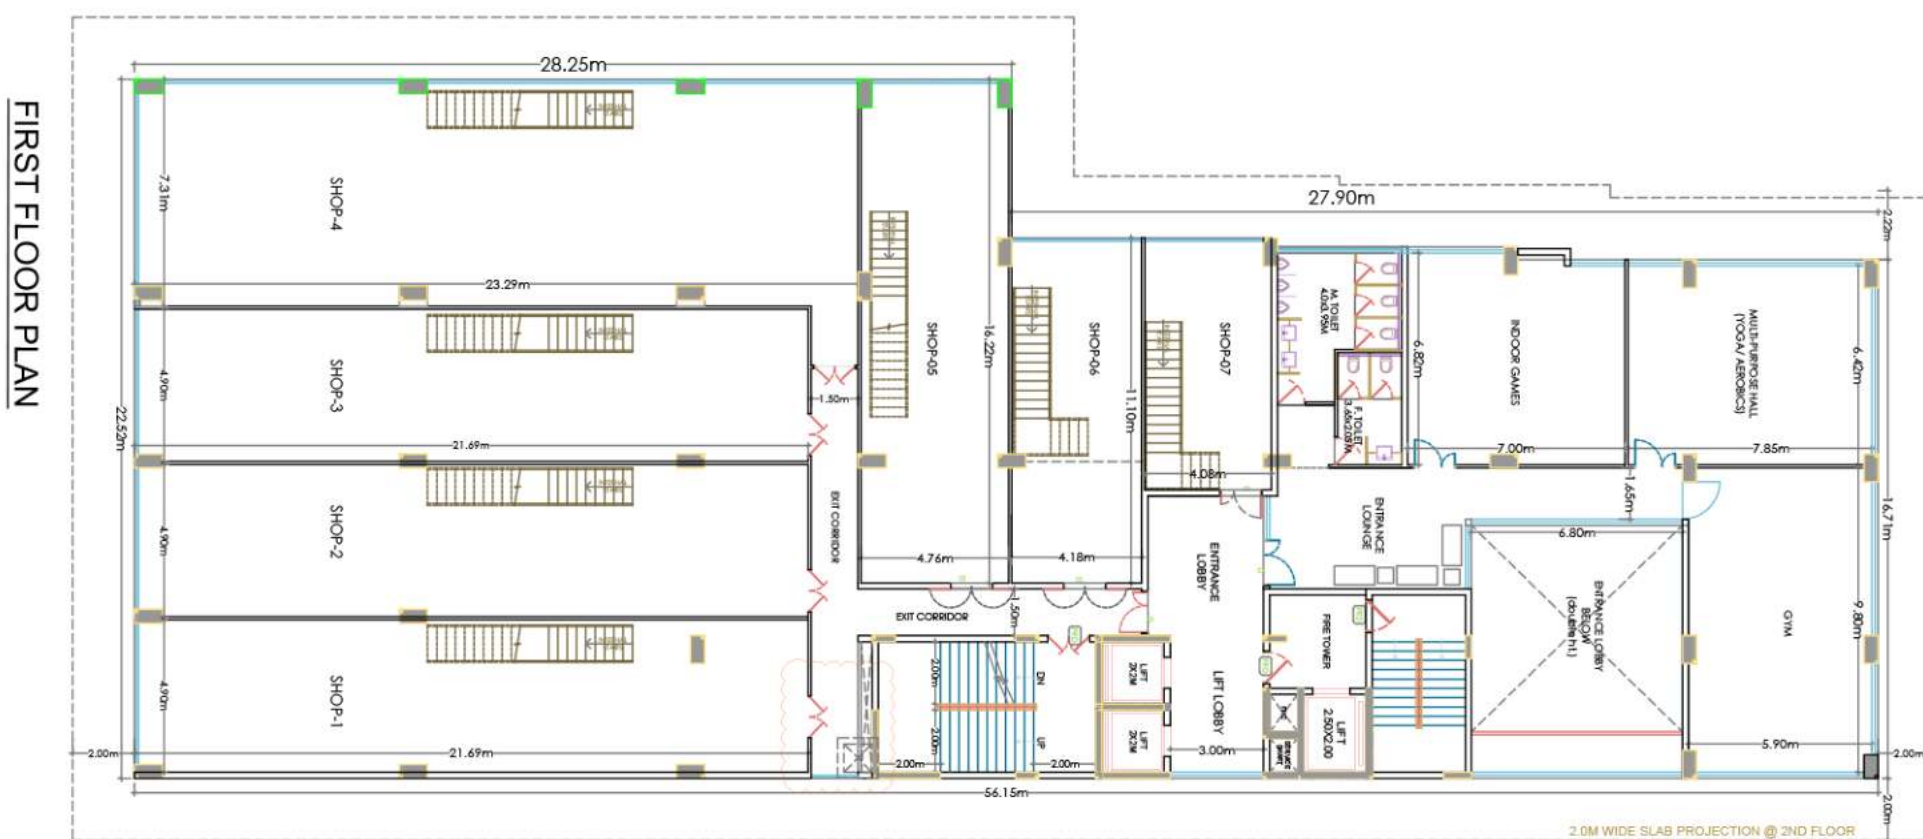 FIRST FLOOR PLAN
28.25m
27.90m
2.22m
7.31m
SHOP-4
23.29m
SHOP-05
16.22m
SHOP-06
11.10m
SHOP-07
M. TOILET
4.0x3.95M
F. TOILET
6.82m
INDOOR GAMES
7.00m
MULTI-PURPOSE HALL
(YOGA/ AEROBICS)
6.42m
7.85m
4.90m
SHOP-3
1.50m
21.69m
22.52m
4.08m
1.65m
16.71m
4.90m
SHOP-2
EXIT CORRIDOR
4.76m
4.18m
ENTRANCE
LOBBY
ENTRANCE
LOUNGE
6.80m
ENTRANCE LOBBY
BELOW
(double ht.)
9.80m
GYM
EXIT CORRIDOR
1.50m
FIRE TOWER
4.90m
SHOP-1
2.00m
2.00m
DN
UP
LIFT
2X2M
LIFT
2X2M
LIFT LOBBY
LIFT
2.50X2.00
2.00m
21.69m
2.00m
2.00m
3.00m
5.90m
2.00m
56.15m
2.00m
2.0M WIDE SLAB PROJECTION @ 2ND FLOOR